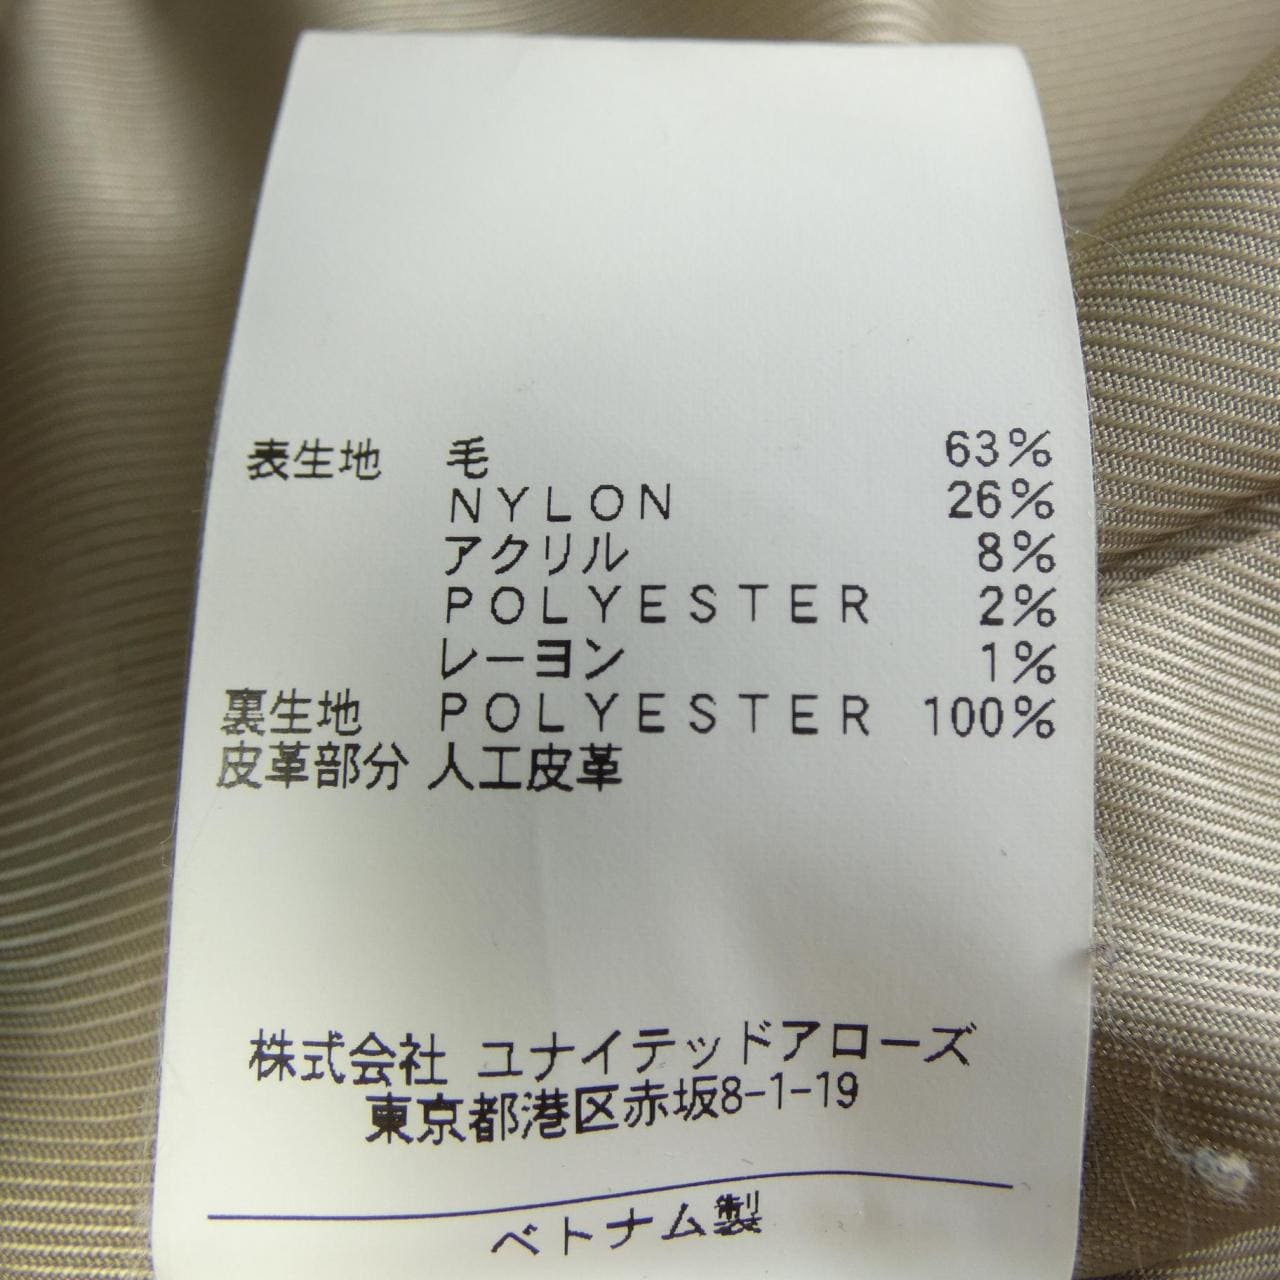 表生地 毛 63%
NYLON 26%
アクリル 8%
POLYESTER 2%
レーヨン 1%
裏生地 POLYESTER 100%
皮革部分 人工皮革
株式会社 ユナイテッドアローズ
東京都港区赤坂8-1-19
ベトナム製